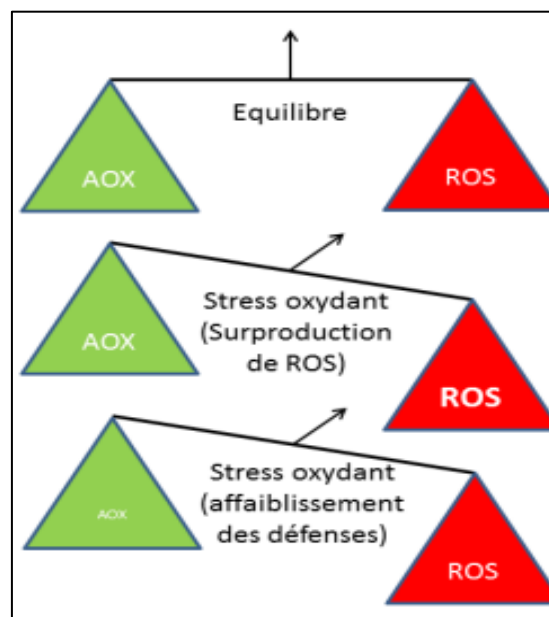 Equilibre
AOX
ROS
Stress oxydant
(Surproduction
de ROS)
AOX
ROS
Stress oxydant
(affaiblissement
des défenses)
AOX
ROS